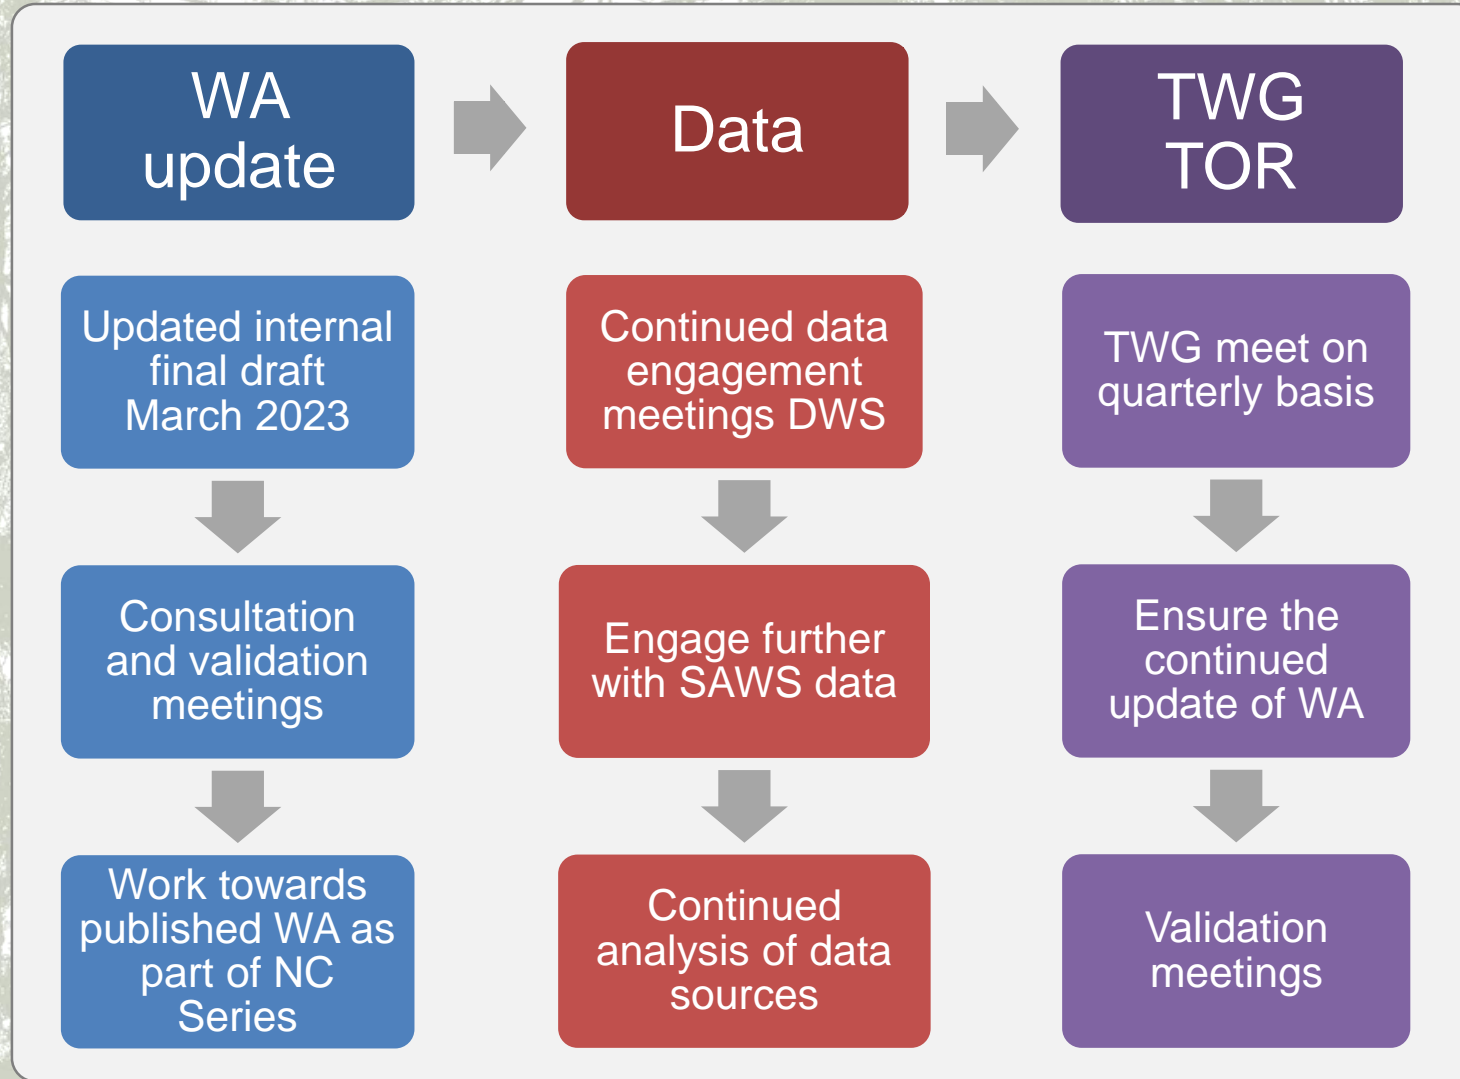 WA
update
Data
TWG
TOR
Updated internal
final draft
March 2023
Continued data
engagement
meetings DWS
TWG meet on
quarterly basis
Consultation
and validation
meetings
Engage further
with SAWS data
Ensure the
continued
update of WA
Work towards
published WA as
part of NC
Series
Continued
analysis of data
sources
Validation
meetings